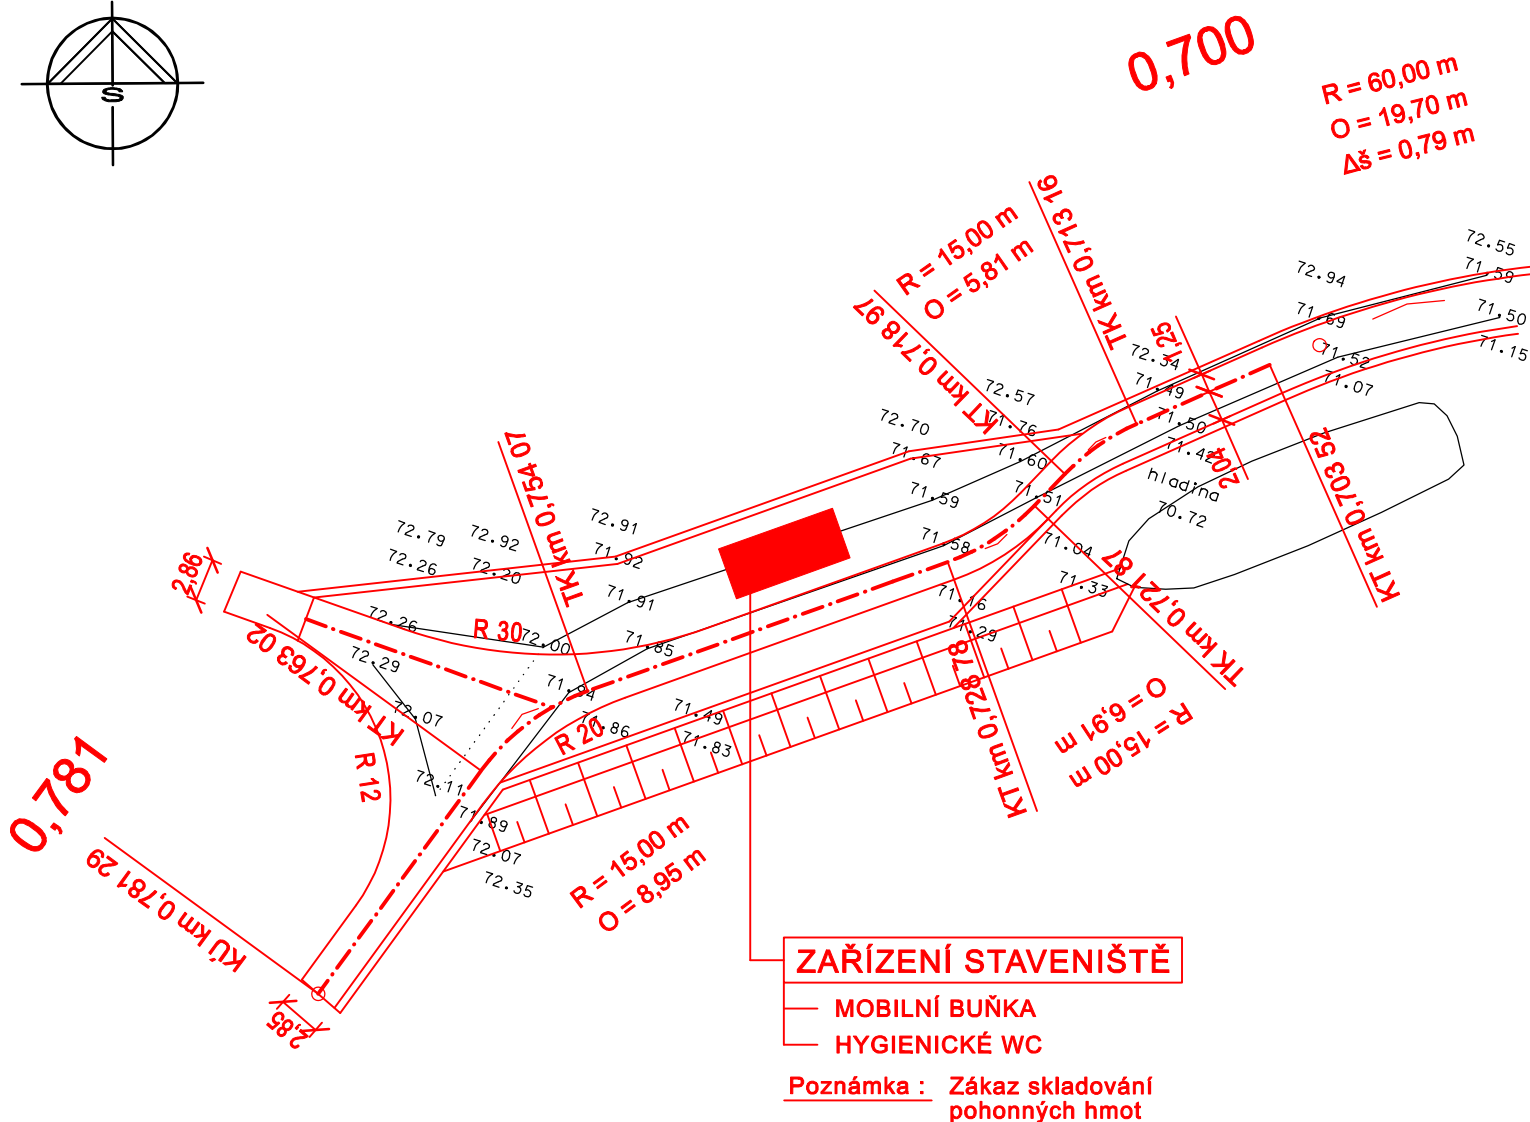 S
0,700
R = 60,00 m
O = 19,70 m
Δš = 0,79 m
R = 15,00 m
O = 5,81 m
TK km 0,713 16
KT km 0,718 97
1,25
2,04
KT km 0,703 52
72.55
71.59
72.94
71.69
71.50
71.15
71.52
71.07
72.34
71.49
71.50
71.42
72.57
71.76
71.60
71.51
72.70
71.67
71.59
71.58
hladina
70.72
71.04
71.33
71.16
71.29
TK km 0,721 87
KT km 0,728 78
R = 15,00 m
O = 6,91 m
TK km 0,754 07
72.91
71.92
71.91
71.85
72.79
72.26
72.92
72.20
2,86
72.26
R 30
72.00
72.29
71.94
71.86
R 20
71.49
71.83
KT km 0,763 02
72.07
R 12
72.11
71.89
72.07
72.35
0,781
KÚ km 0,781 29
2,85
R = 15,00 m
O = 8,95 m
ZAŘÍZENÍ STAVENIŠTĚ
MOBILNÍ BUŇKA
HYGIENICKÉ WC
Poznámka : Zákaz skladování
pohonných hmot